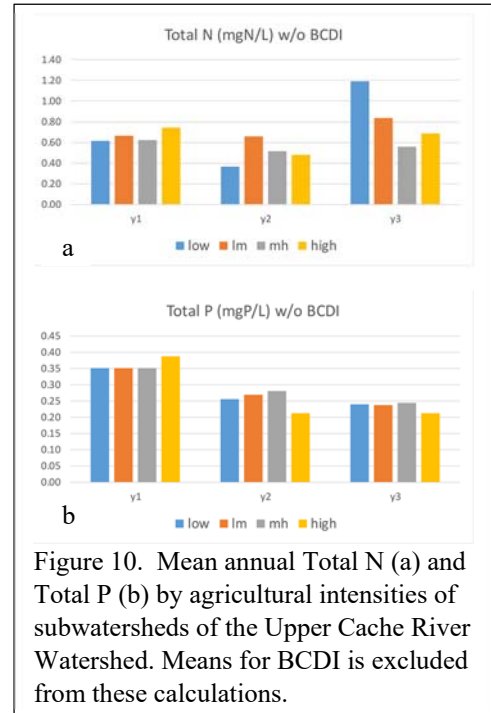 Total N (mgN/L) w/o BCDI
1.40
1.20
1.00
0.80
0.60
0.40
0.20
0.00
y1 y2 y3
a
low lm mh high
Total P (mgP/L) w/o BCDI
0.45
0.40
0.35
0.30
0.25
0.20
0.15
0.10
0.05
0.00
y1 y2 y3
b
low lm mh high
Figure 10. Mean annual Total N (a) and
Total P (b) by agricultural intensities of
subwatersheds of the Upper Cache River
Watershed. Means for BCDI is excluded
from these calculations.